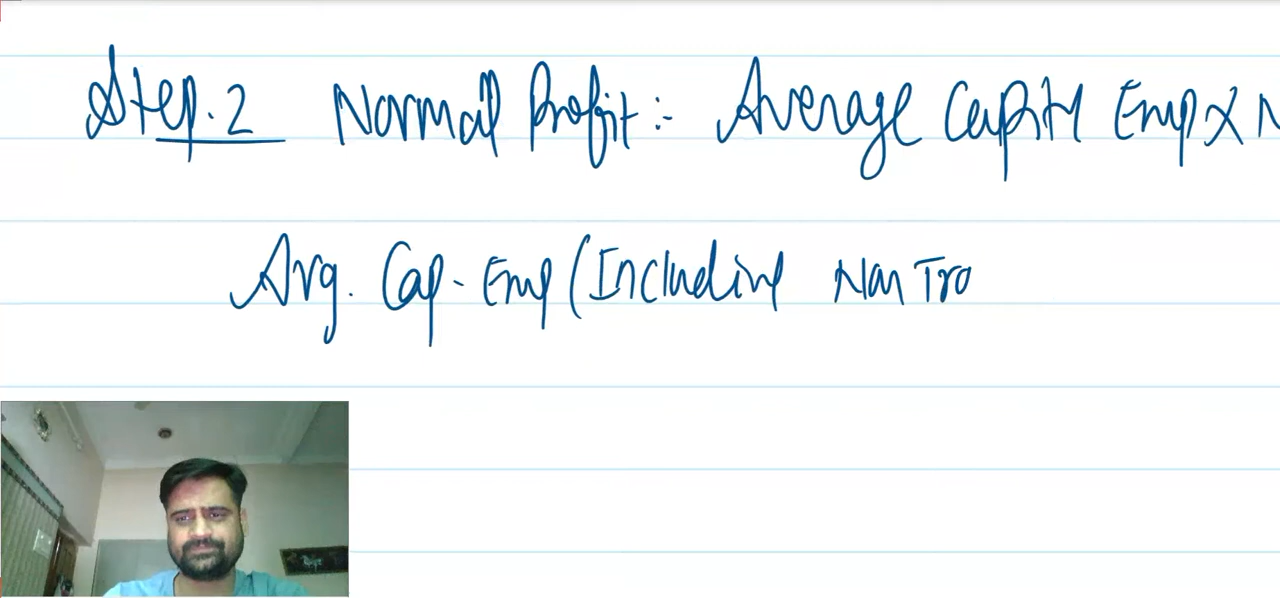 Step.2 Normal Profit :- Average Capital Emp X N
Avg. Cap. Emp (Including Non Tra